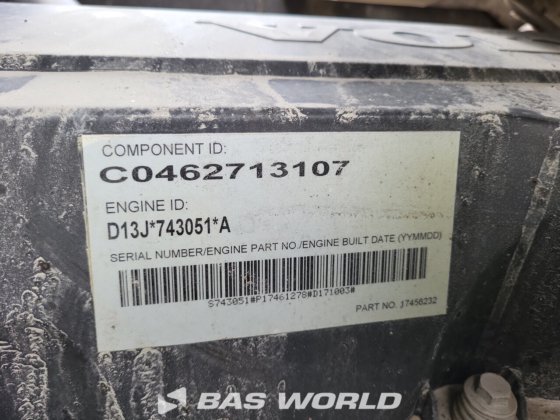 VOL
COMPONENT ID:
C0462713107
ENGINE ID:
D13J*743051*A
SERIAL NUMBER/ENGINE PART NO./ENGINE BUILT DATE (YYMMDD)
S743051#P17461278#D171003#
PART NO. 17456232
BAS WORLD